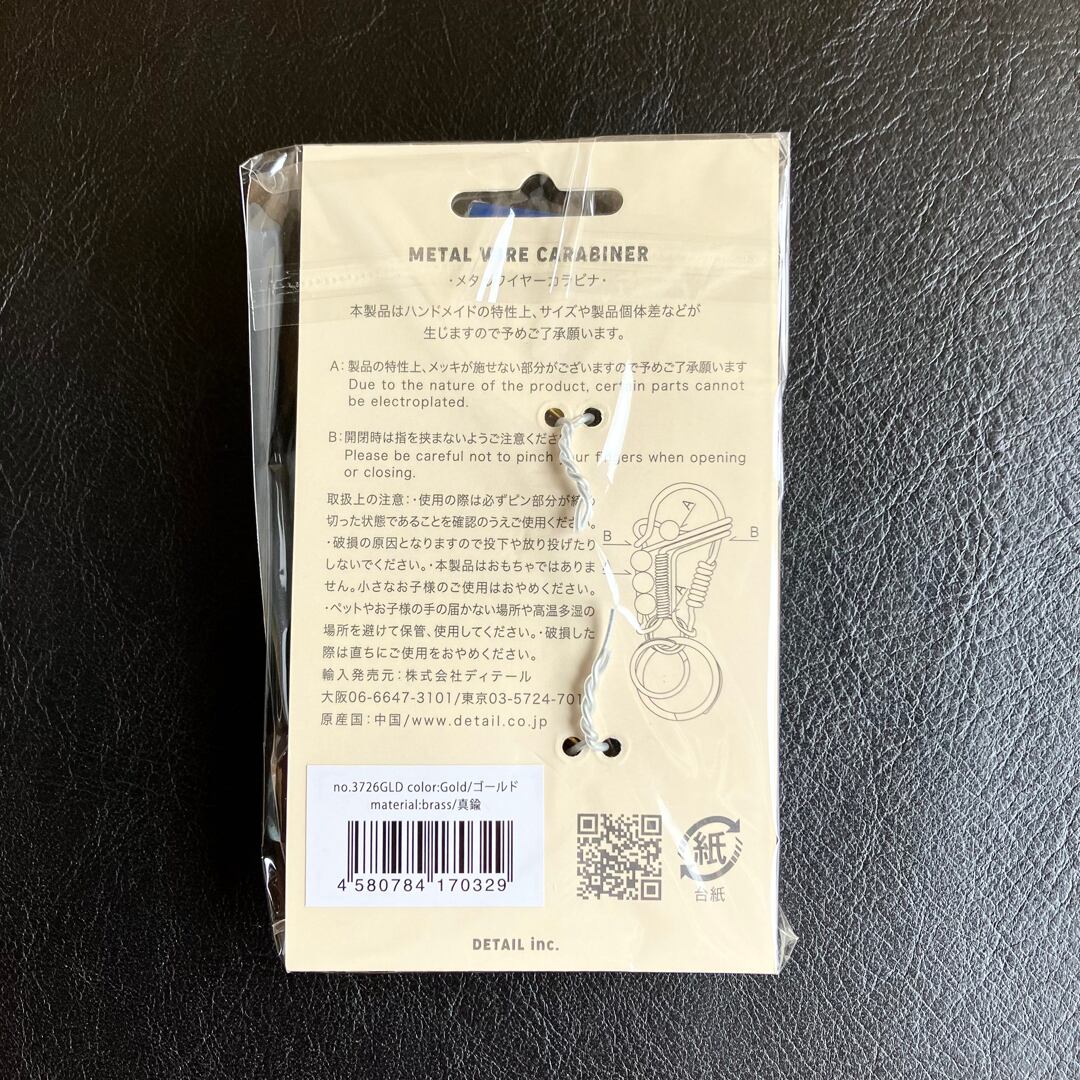 METAL WIRE CARABINER
・メタルワイヤーカラビナ・
本製品はハンドメイドの特性上、サイズや製品個体差などが
生じますので予めご了承願います。
A：製品の特性上、メッキが施せない部分がございますので予めご了承願います
Due to the nature of the product, certain parts cannot
be electroplated.
B：開閉時は指を挟まないようご注意くださ
Please be careful not to pinch your fingers when opening
or closing.
取扱上の注意：・使用の際は必ずピン部分が締め
切った状態であることを確認のうえご使用ください。
・破損の原因となりますので投下や放り投げたり
しないでください。・本製品はおもちゃではありま
せん。小さなお子様のご使用はおやめください。
・ペットやお子様の手の届かない場所や高温多湿の
場所を避けて保管、使用してください。・破損した
際は直ちにご使用をおやめください。
輸入発売元：株式会社ディテール
大阪06-6647-3101/東京03-5724-701
原産国：中国/www.detail.co.jp
A
B
B
A
A
no.3726GLD color:Gold/ゴールド
material:brass/真鍮
4 580784 170329
紙
台紙
DETAIL inc.